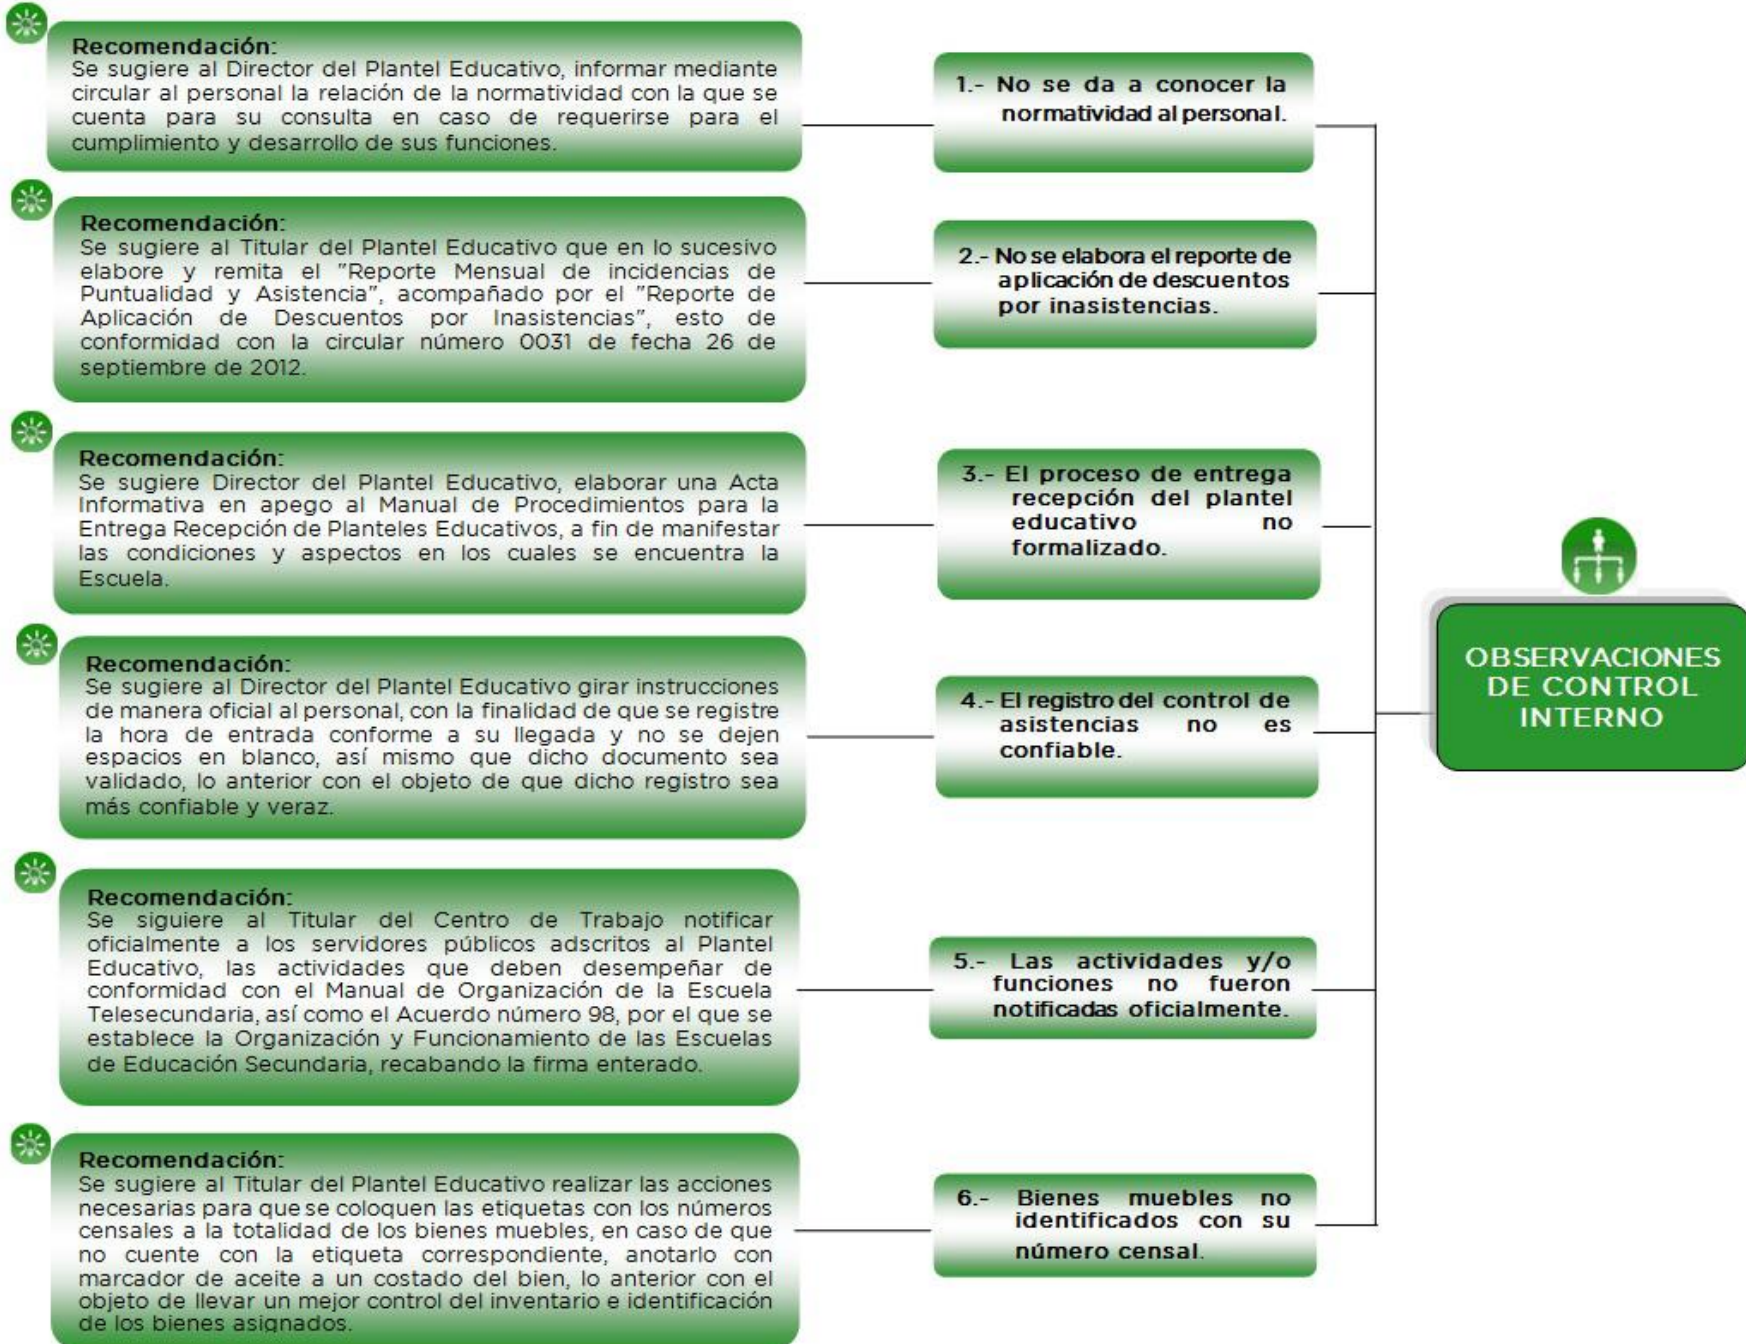 Recomendación:
Se sugiere al Director del Plantel Educativo, informar mediante
circular al personal la relación de la normatividad con la que se
cuenta para su consulta en caso de requerirse para el
cumplimiento y desarrollo de sus funciones.
1.- No se da a conocer la
normatividad al personal.
Recomendación:
Se sugiere al Titular del Plantel Educativo que en lo sucesivo
elabore y remita el "Reporte Mensual de incidencias de
Puntualidad y Asistencia", acompañado por el "Reporte de
Aplicación de Descuentos por Inasistencias", esto de
conformidad con la circular número 0031 de fecha 26 de
septiembre de 2012.
2.- No se elabora el reporte de
aplicación de descuentos
por inasistencias.
Recomendación:
Se sugiere Director del Plantel Educativo, elaborar una Acta
Informativa en apego al Manual de Procedimientos para la
Entrega Recepción de Planteles Educativos, a fin de manifestar
las condiciones y aspectos en los cuales se encuentra la
Escuela.
3.- El proceso de entrega
recepción del plantel
educativo no
formalizado.
Recomendación:
Se sugiere al Director del Plantel Educativo girar instrucciones
de manera oficial al personal, con la finalidad de que se registre
la hora de entrada conforme a su llegada y no se dejen
espacios en blanco, así mismo que dicho documento sea
validado, lo anterior con el objeto de que dicho registro sea
más confiable y veraz.
4.- El registro del control de
asistencias no es
confiable.
Recomendación:
Se siguiere al Titular del Centro de Trabajo notificar
oficialmente a los servidores públicos adscritos al Plantel
Educativo, las actividades que deben desempeñar de
conformidad con el Manual de Organización de la Escuela
Telesecundaria, así como el Acuerdo número 98, por el que se
establece la Organización y Funcionamiento de las Escuelas
de Educación Secundaria, recabando la firma enterado.
5.- Las actividades y/o
funciones no fueron
notificadas oficialmente.
Recomendación:
Se sugiere al Titular del Plantel Educativo realizar las acciones
necesarias para que se coloquen las etiquetas con los números
censales a la totalidad de los bienes muebles, en caso de que
no cuente con la etiqueta correspondiente, anotarlo con
marcador de aceite a un costado del bien, lo anterior con el
objeto de llevar un mejor control del inventario e identificación
de los bienes asignados.
6.- Bienes muebles no
identificados con su
número censal.
OBSERVACIONES
DE CONTROL
INTERNO